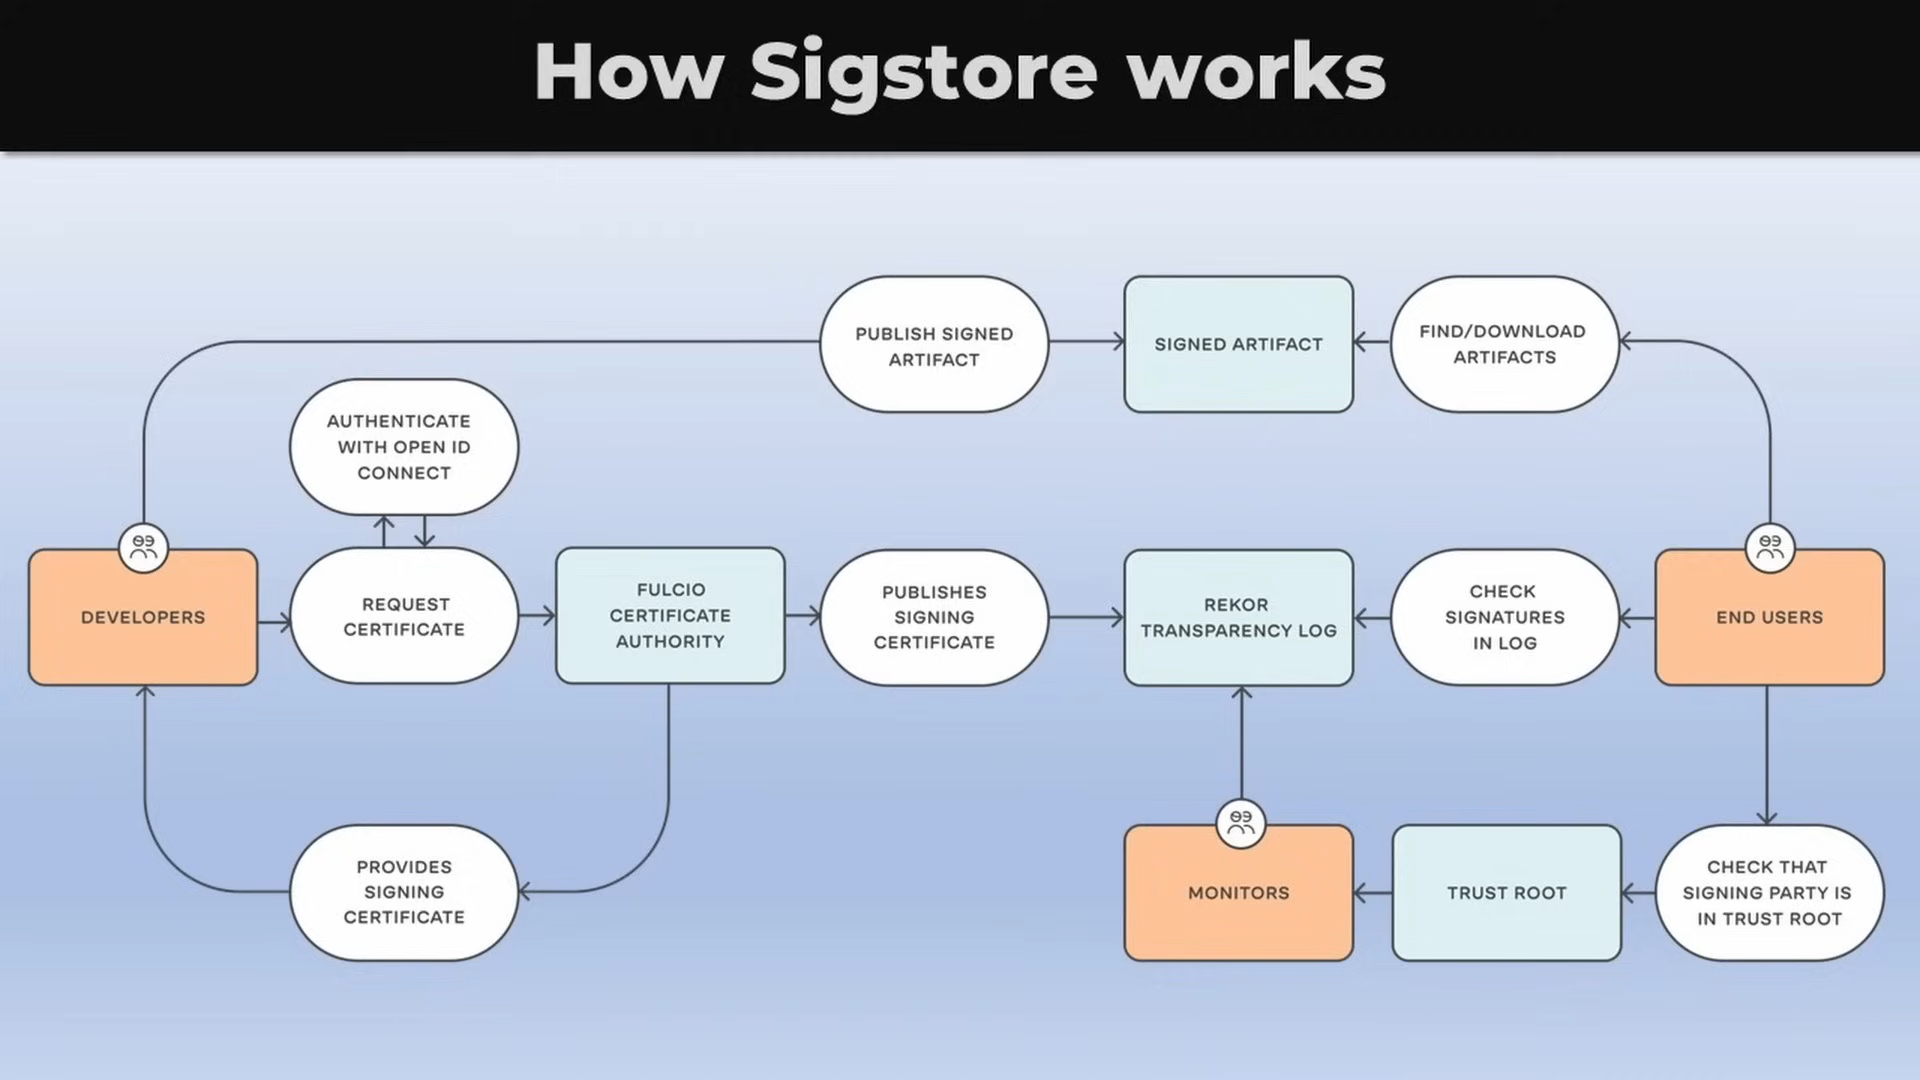 How Sigstore works
PUBLISH SIGNED
ARTIFACT
SIGNED ARTIFACT
FIND/DOWNLOAD
ARTIFACTS
AUTHENTICATE
WITH OPEN ID
CONNECT
DEVELOPERS
REQUEST
CERTIFICATE
FULCIO
CERTIFICATE
AUTHORITY
PUBLISHES
SIGNING
CERTIFICATE
REKOR
TRANSPARENCY LOG
CHECK
SIGNATURES
IN LOG
END USERS
PROVIDES
SIGNING
CERTIFICATE
MONITORS
TRUST ROOT
CHECK THAT
SIGNING PARTY IS
IN TRUST ROOT